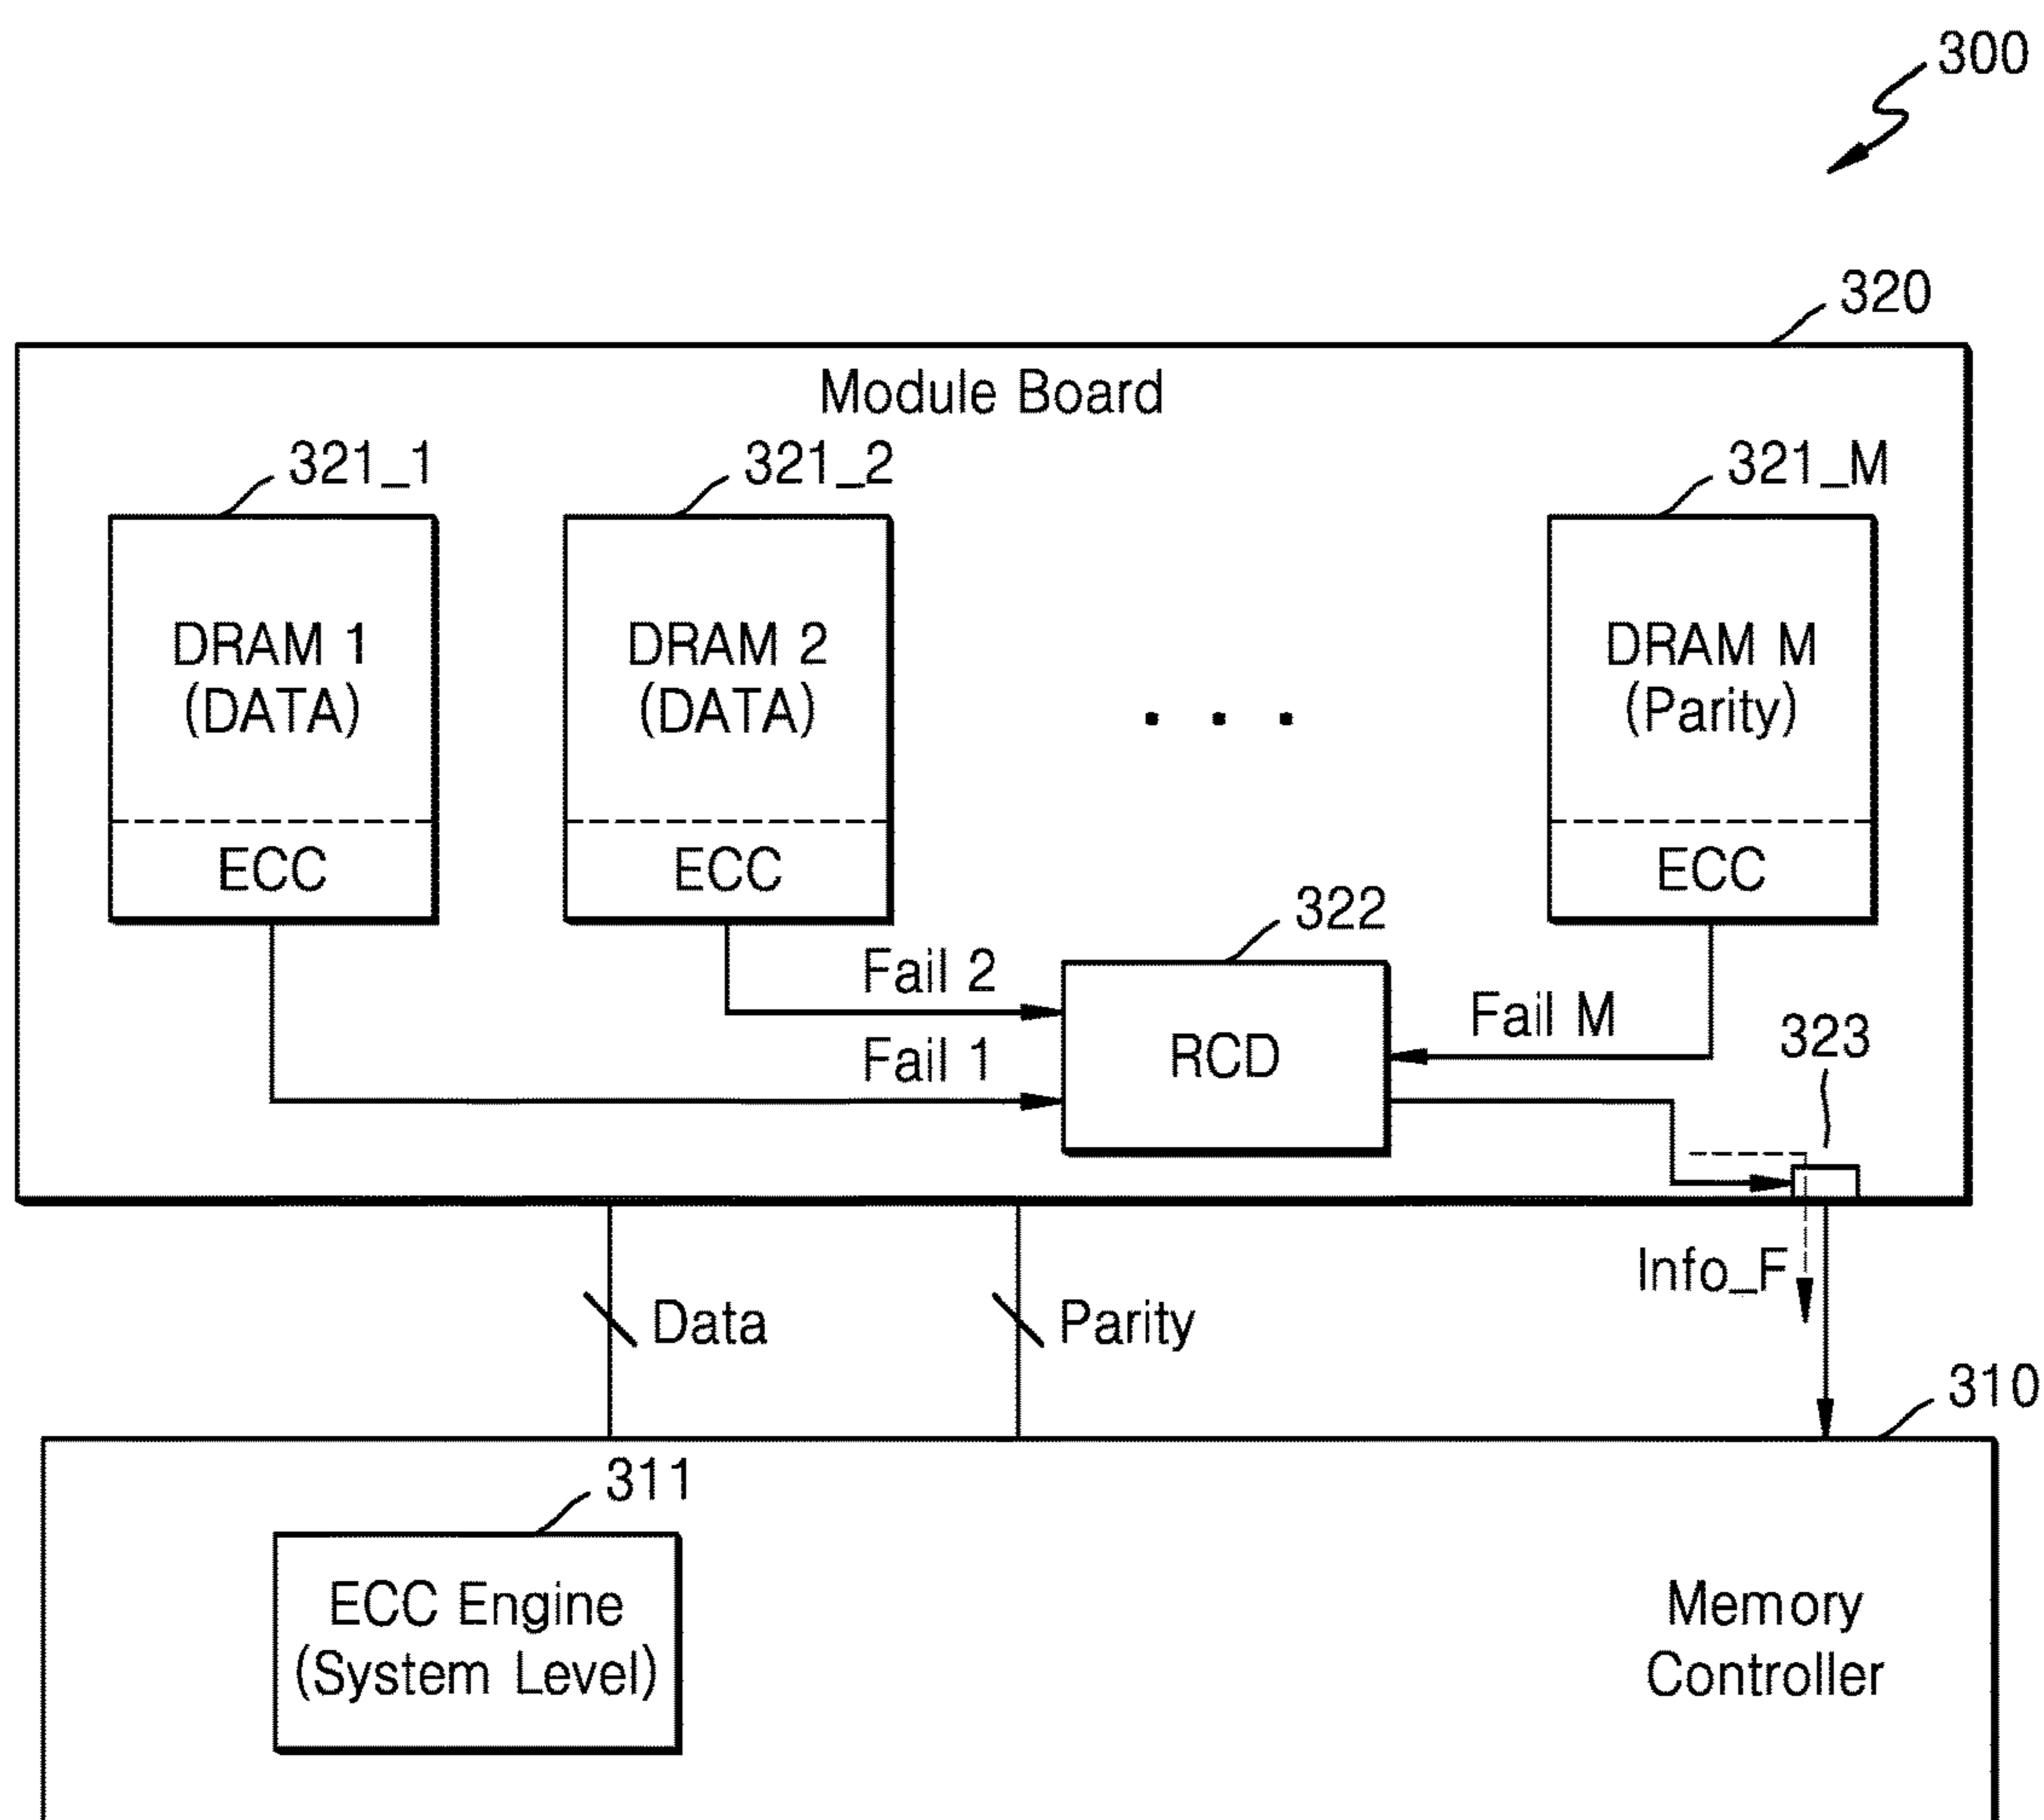 300
320
Module Board
321_1
321_2
321_M
DRAM 1
(DATA)
DRAM 2
(DATA)
. . .
DRAM M
(Parity)
ECC
ECC
ECC
322
Fail 2
Fail 1
RCD
Fail M
323
Info_F
Data
Parity
310
311
ECC Engine
(System Level)
Memory
Controller